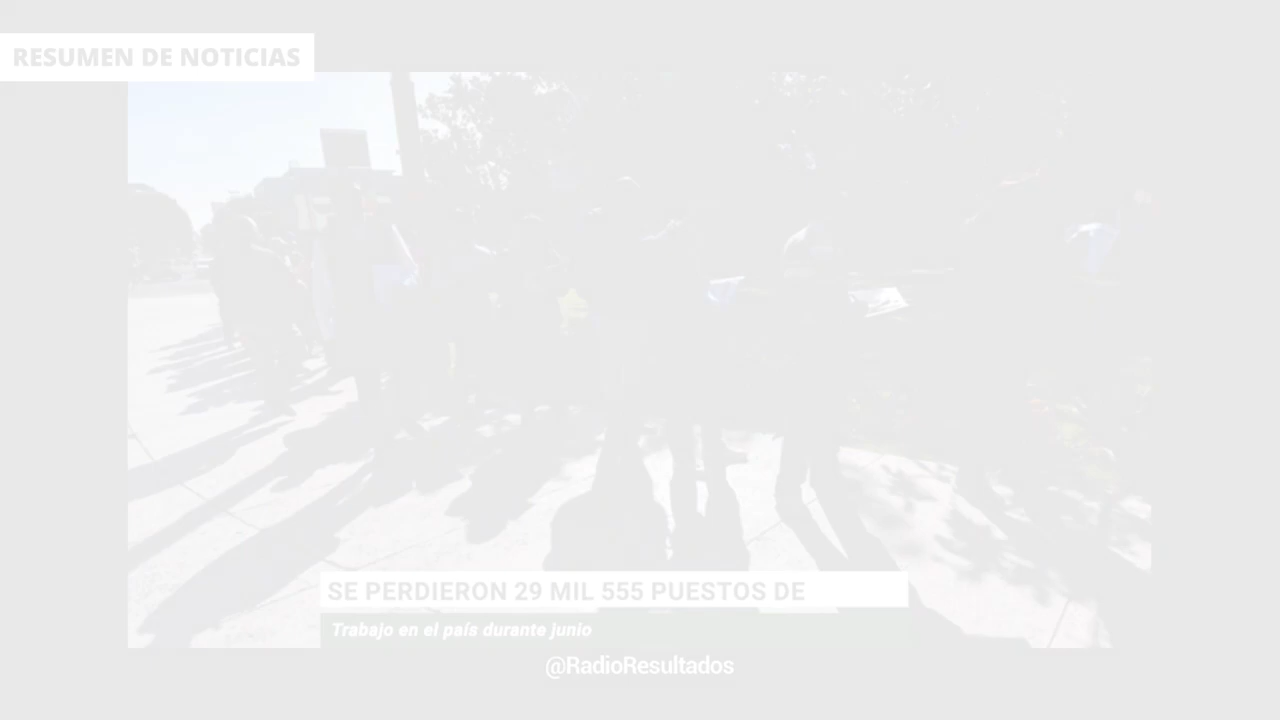 RESUMEN DE NOTICIAS
SE PERDIERON 29 MIL 555 PUESTOS DE
Trabajo en el país durante junio
@RadioResultados